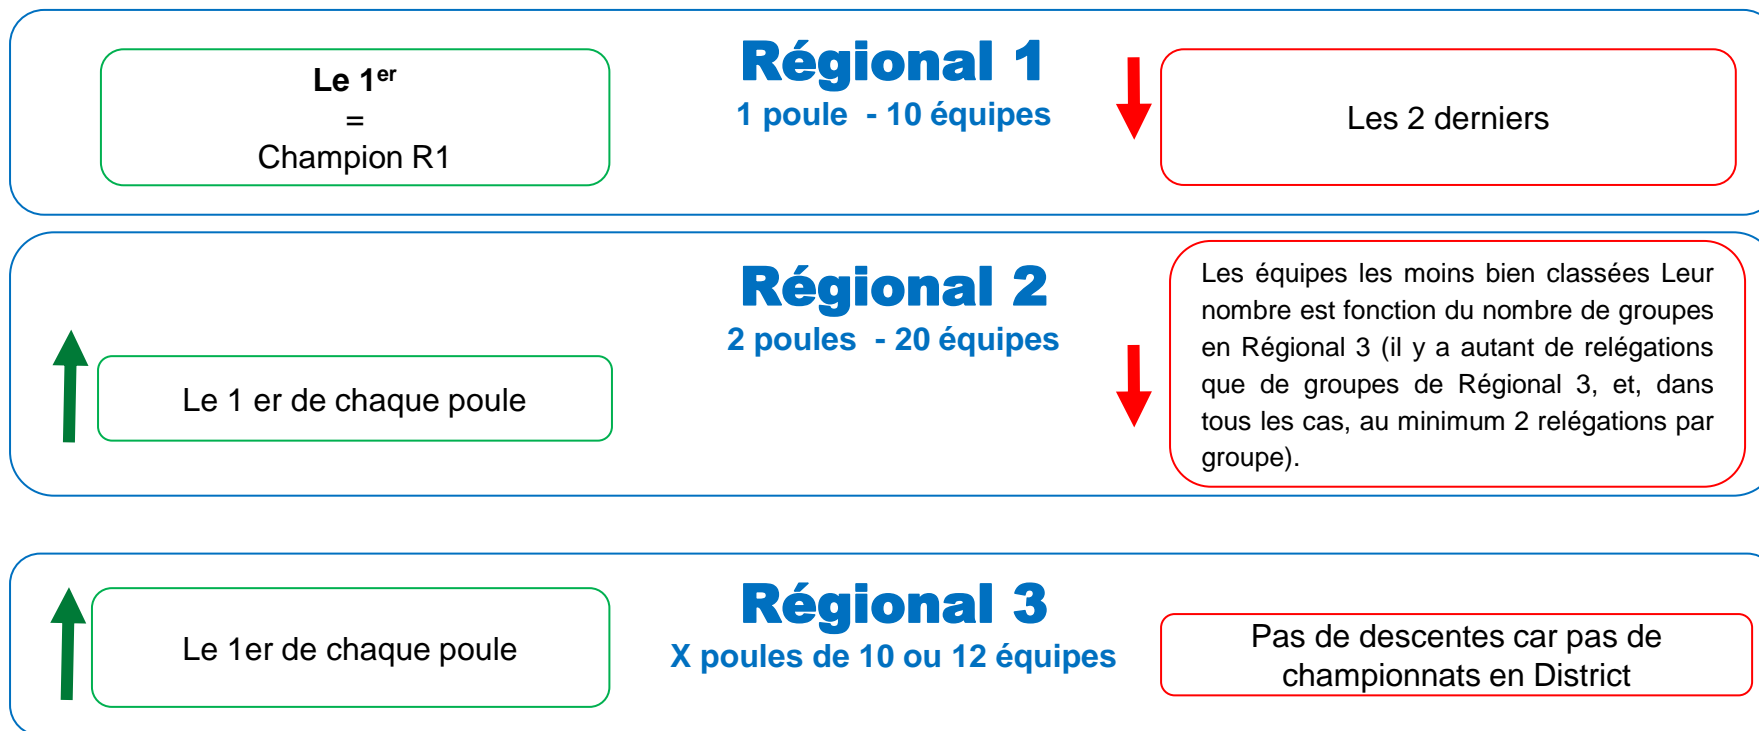 Régional 1
1 poule - 10 équipes
Le 1er
=
Champion R1
Les 2 derniers
Régional 2
2 poules - 20 équipes
Le 1 er de chaque poule
Les équipes les moins bien classées Leur
nombre est fonction du nombre de groupes
en Régional 3 (il y a autant de relégations
que de groupes de Régional 3, et, dans
tous les cas, au minimum 2 relégations par
groupe).
Régional 3
X poules de 10 ou 12 équipes
Le 1er de chaque poule
Pas de descentes car pas de
championnats en District